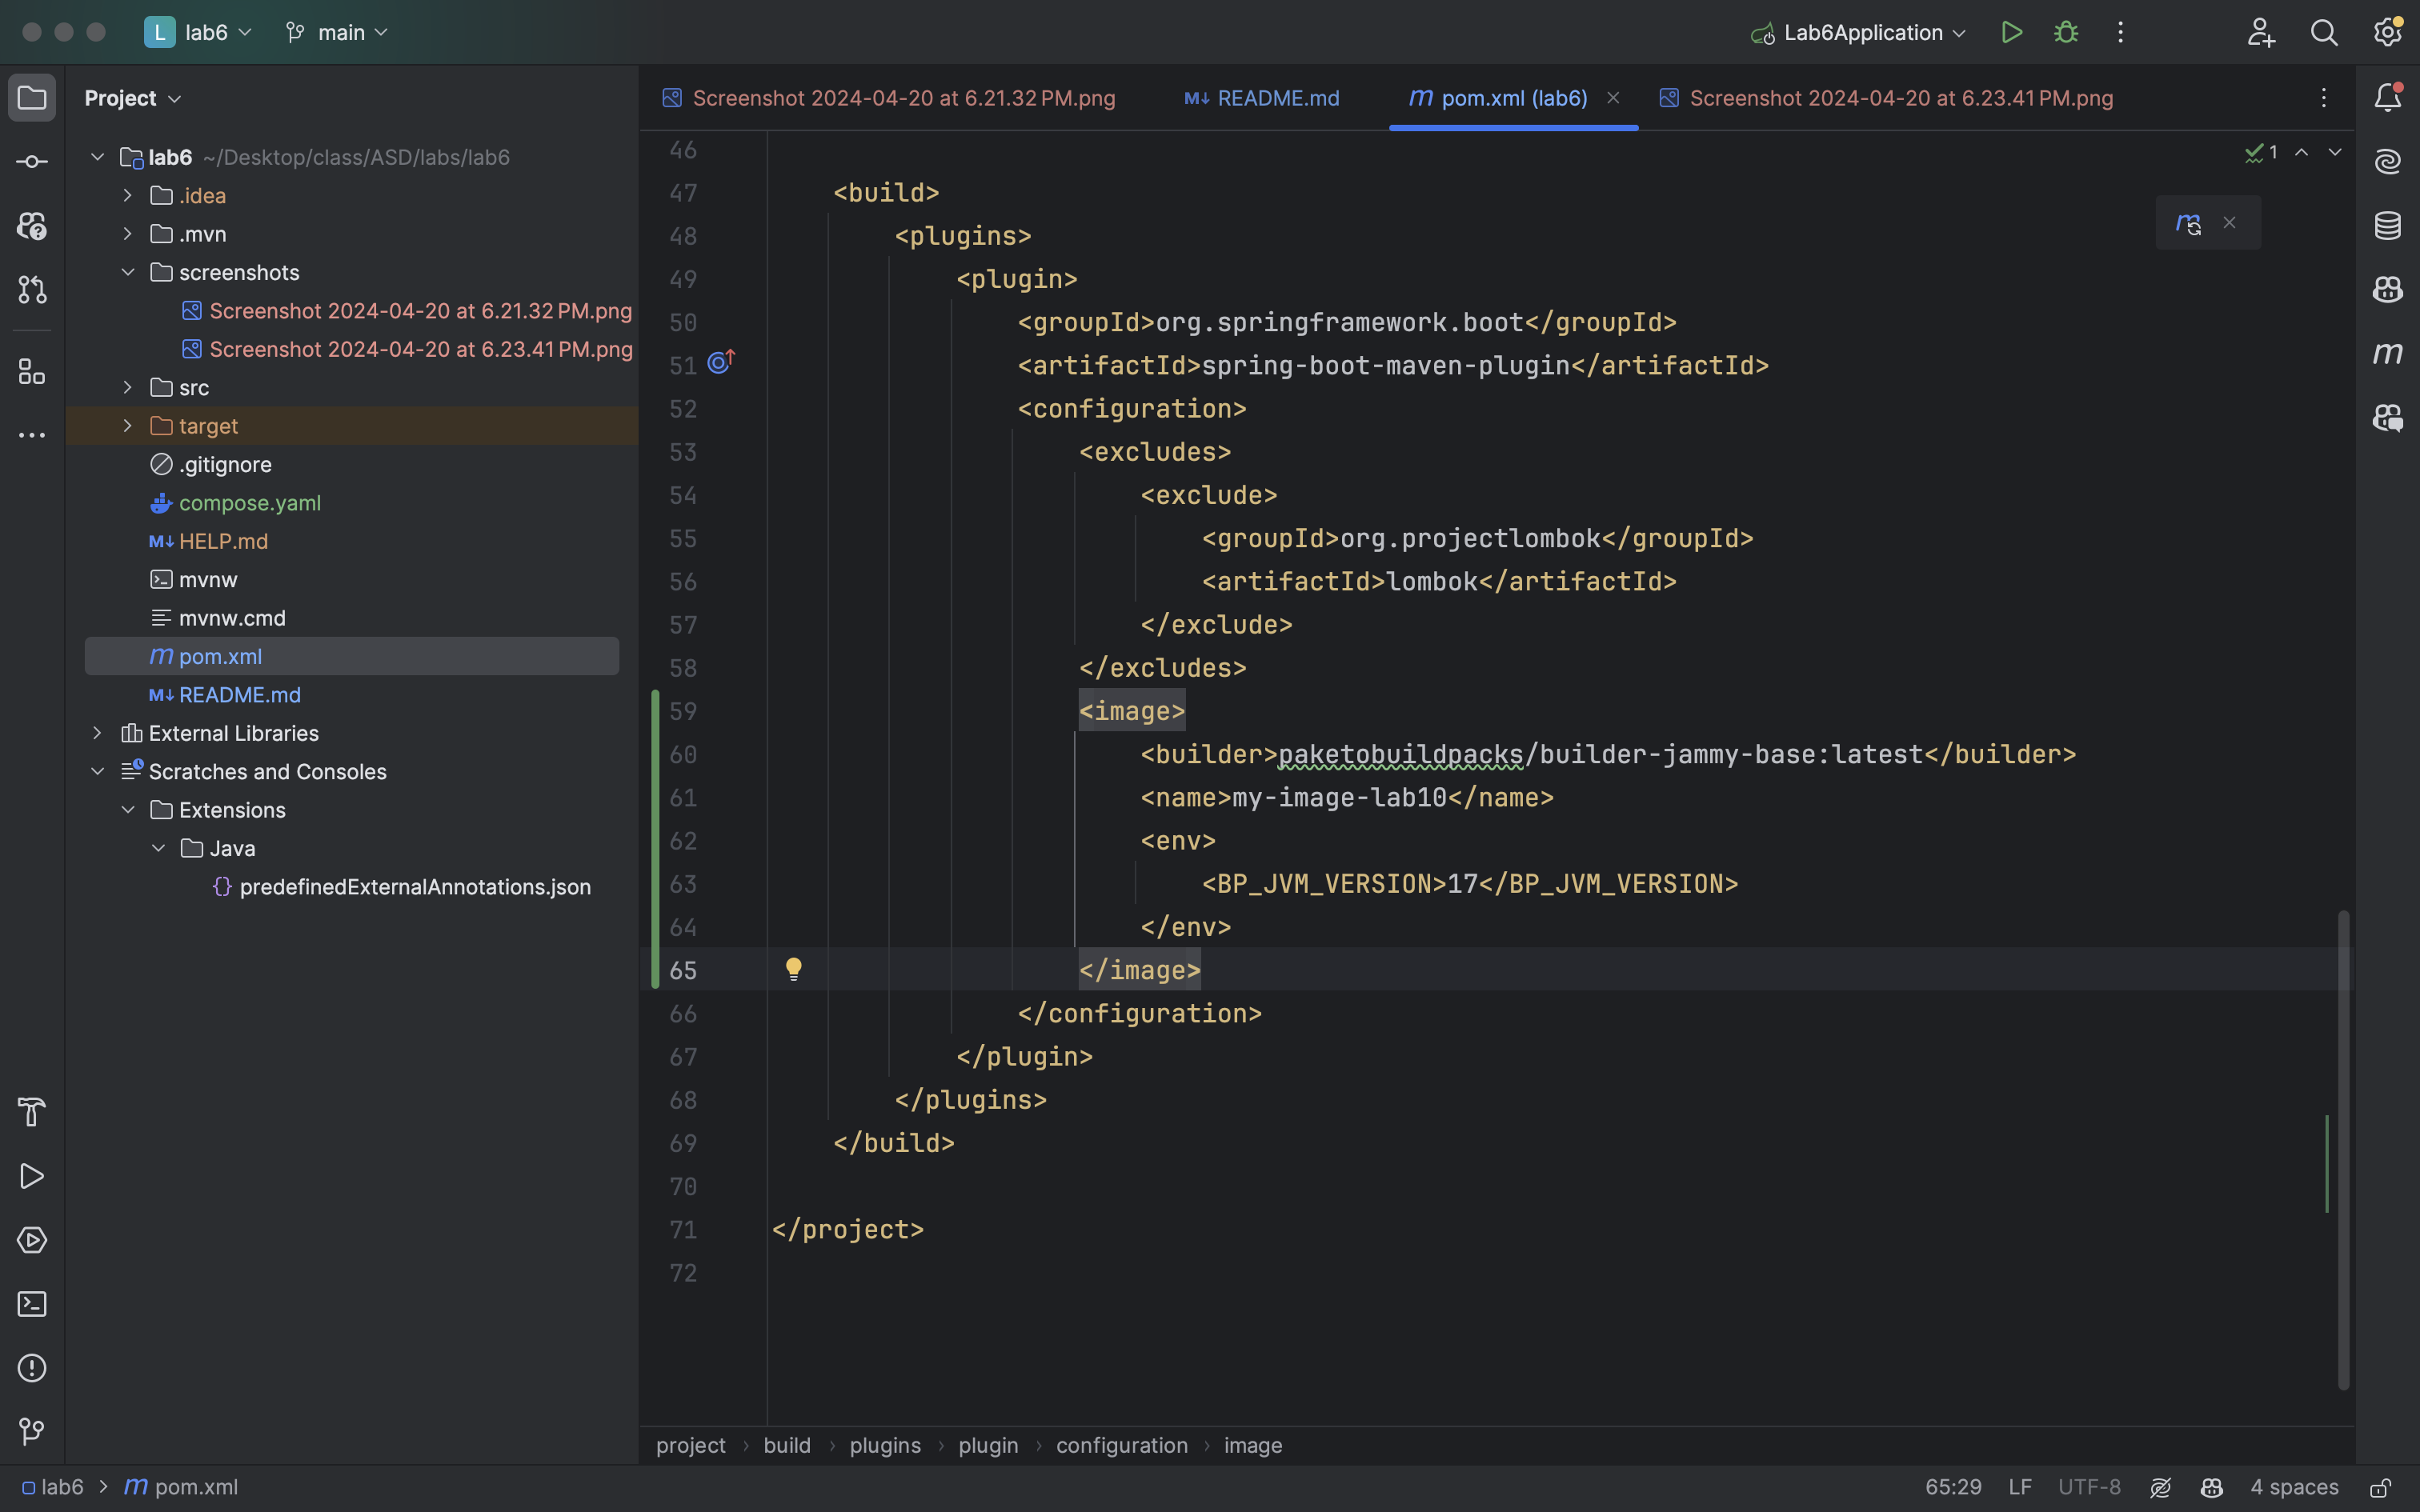 L lab6 main Lab6Application
Project
Screenshot 2024-04-20 at 6.21.32 PM.png M↓ README.md m pom.xml (lab6) Screenshot 2024-04-20 at 6.23.41 PM.png
lab6 ~/Desktop/class/ASD/labs/lab6
.idea
.mvn
screenshots
Screenshot 2024-04-20 at 6.21.32 PM.png
Screenshot 2024-04-20 at 6.23.41 PM.png
src
target
.gitignore
compose.yaml
M↓ HELP.md
mvnw
mvnw.cmd
m pom.xml
M↓ README.md
External Libraries
Scratches and Consoles
Extensions
Java
{} predefinedExternalAnnotations.json
1
46
47 <build>
48 <plugins>
49 <plugin>
50 <groupId>org.springframework.boot</groupId>
51 <artifactId>spring-boot-maven-plugin</artifactId>
52 <configuration>
53 <excludes>
54 <exclude>
55 <groupId>org.projectlombok</groupId>
56 <artifactId>lombok</artifactId>
57 </exclude>
58 </excludes>
59 <image>
60 <builder>paketobuildpacks/builder-jammy-base:latest</builder>
61 <name>my-image-lab10</name>
62 <env>
63 <BP_JVM_VERSION>17</BP_JVM_VERSION>
64 </env>
65 </image>
66 </configuration>
67 </plugin>
68 </plugins>
69 </build>
70
71 </project>
72
project › build › plugins › plugin › configuration › image
lab6 > m pom.xml 65:29 LF UTF-8 4 spaces